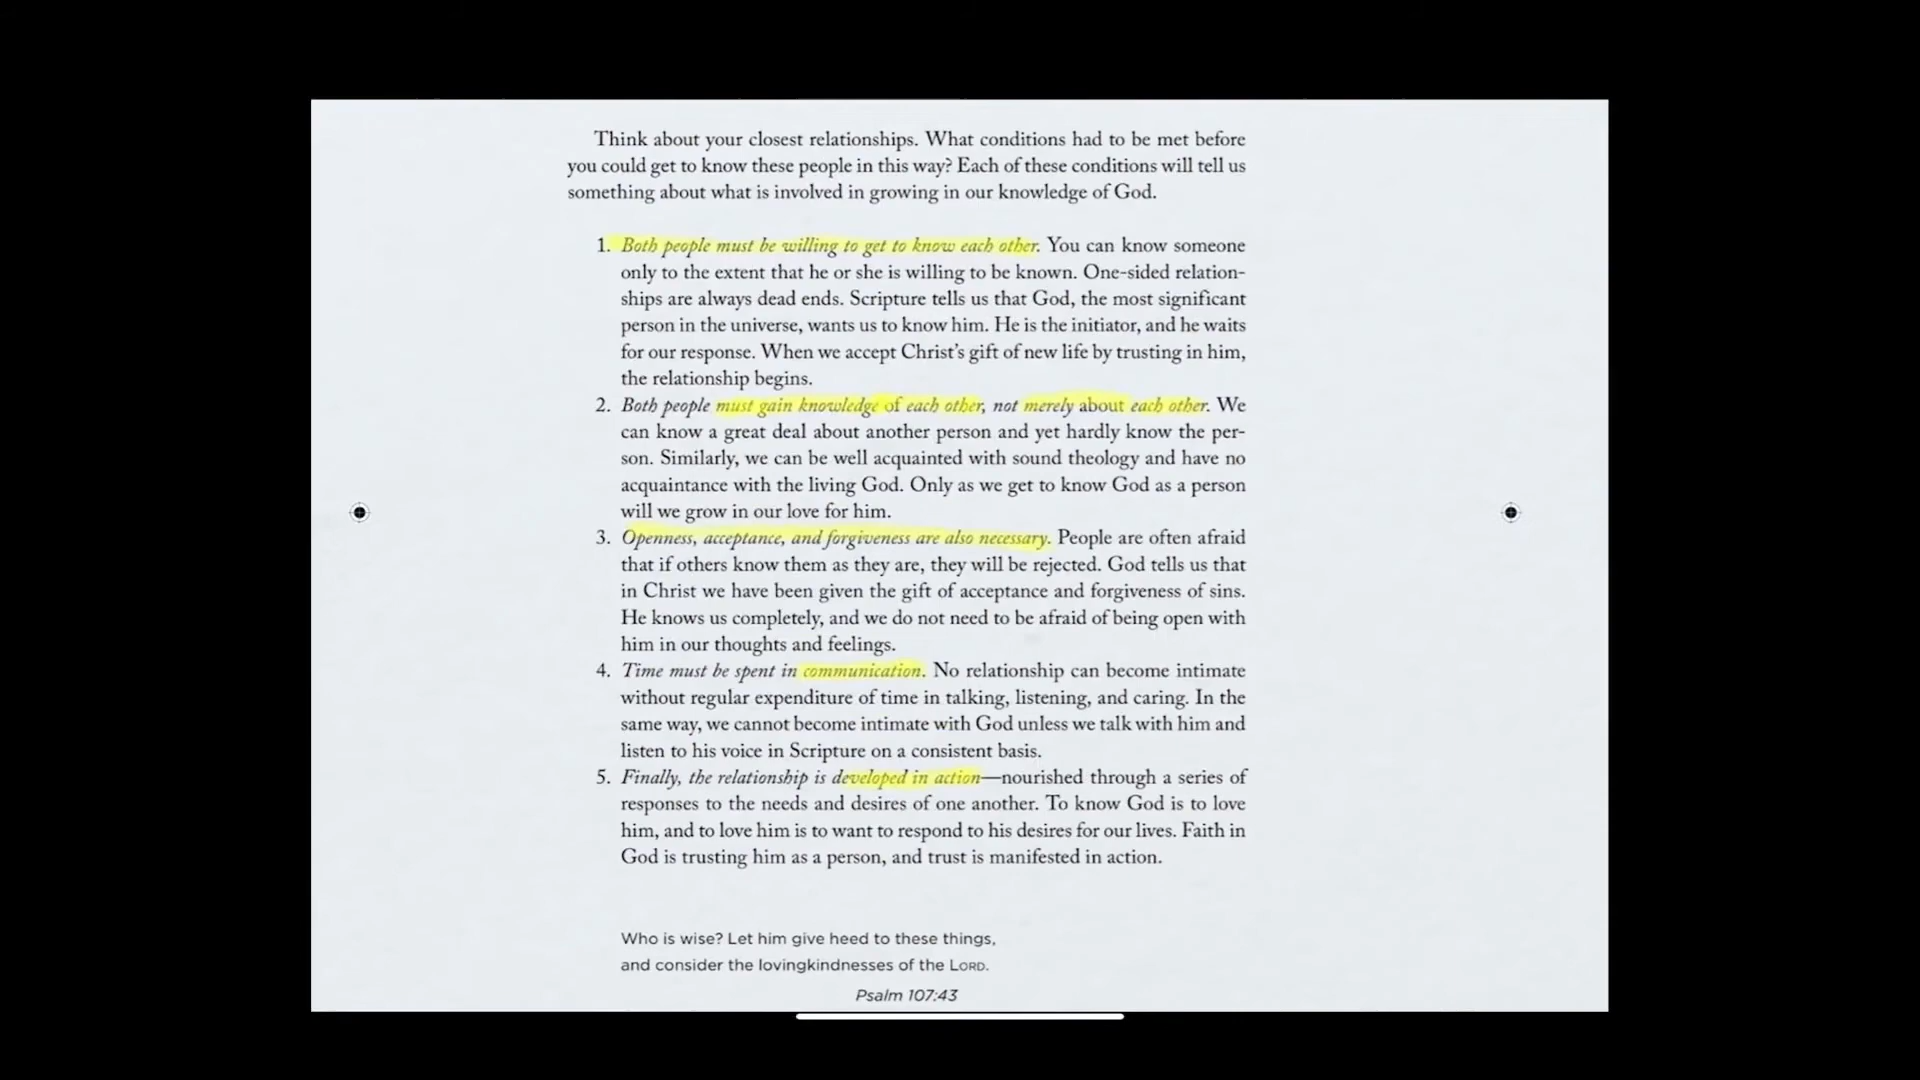 Think about your closest relationships. What conditions had to be met before
you could get to know these people in this way? Each of these conditions will tell us
something about what is involved in growing in our knowledge of God.
1. Both people must be willing to get to know each other. You can know someone
only to the extent that he or she is willing to be known. One-sided relation-
ships are always dead ends. Scripture tells us that God, the most significant
person in the universe, wants us to know him. He is the initiator, and he waits
for our response. When we accept Christ's gift of new life by trusting in him,
the relationship begins.
2. Both people must gain knowledge of each other, not merely about each other. We
can know a great deal about another person and yet hardly know the per-
son. Similarly, we can be well acquainted with sound theology and have no
acquaintance with the living God. Only as we get to know God as a person
will we grow in our love for him.
3. Openness, acceptance, and forgiveness are also necessary. People are often afraid
that if others know them as they are, they will be rejected. God tells us that
in Christ we have been given the gift of acceptance and forgiveness of sins.
He knows us completely, and we do not need to be afraid of being open with
him in our thoughts and feelings.
4. Time must be spent in communication. No relationship can become intimate
without regular expenditure of time in talking, listening, and caring. In the
same way, we cannot become intimate with God unless we talk with him and
listen to his voice in Scripture on a consistent basis.
5. Finally, the relationship is developed in action—nourished through a series of
responses to the needs and desires of one another. To know God is to love
him, and to love him is to want to respond to his desires for our lives. Faith in
God is trusting him as a person, and trust is manifested in action.
Who is wise? Let him give heed to these things,
and consider the lovingkindnesses of the LORD.
Psalm 107:43